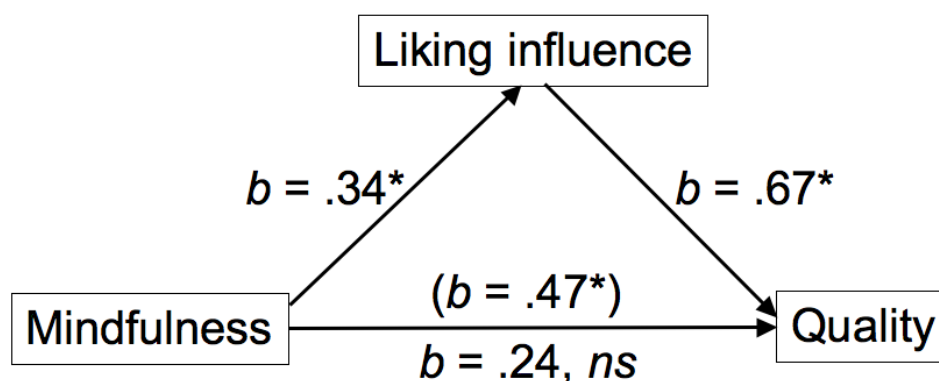 Liking influence
b = .34*
b = .67*
(b = .47*)
Mindfulness
Quality
b = .24, ns